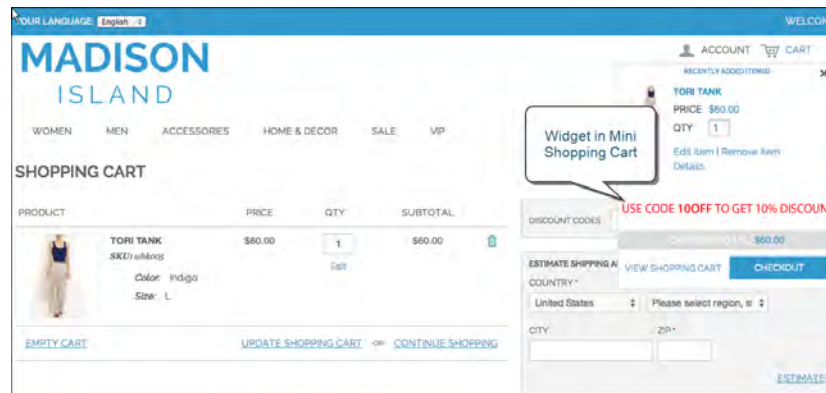 YOUR LANGUAGE: English
WELCOM
MADISON
ISLAND
ACCOUNT CART
RECENTLY ADDED ITEM(S)
TORI TANK
PRICE $60.00
QTY 1
Edit item | Remove item
Details
Widget in Mini
Shopping Cart
WOMEN MEN ACCESSORIES HOME & DECOR SALE VIP
SHOPPING CART
PRODUCT PRICE QTY SUBTOTAL
TORI TANK $60.00 1 $60.00
SKU:
Edit
Color: Indigo
Size: L
EMPTY CART UPDATE SHOPPING CART or CONTINUE SHOPPING
USE CODE 10OFF TO GET 10% DISCOUN
DISCOUNT CODES
$60.00
VIEW SHOPPING CART CHECKOUT
ESTIMATE SHIPPING A
COUNTRY *
United States Please select region, s
CITY ZIP *
ESTIMATE